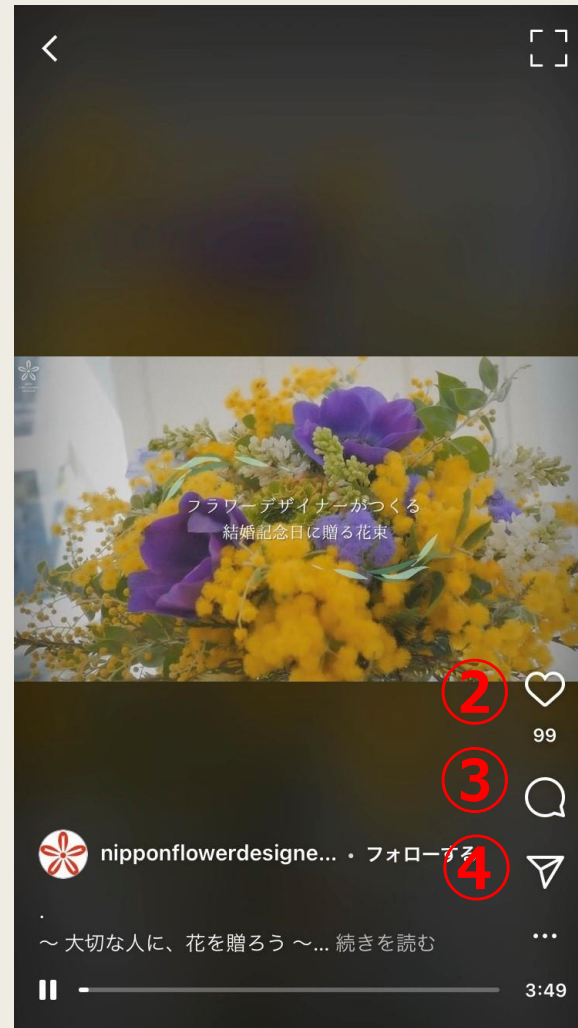 フラワーデザイナーがつくる
結婚記念日に贈る花束
②
99
③
nipponflowerdesigne... • フォローする
④
.
〜 大切な人に、花を贈ろう 〜... 続きを読む
...
3:49